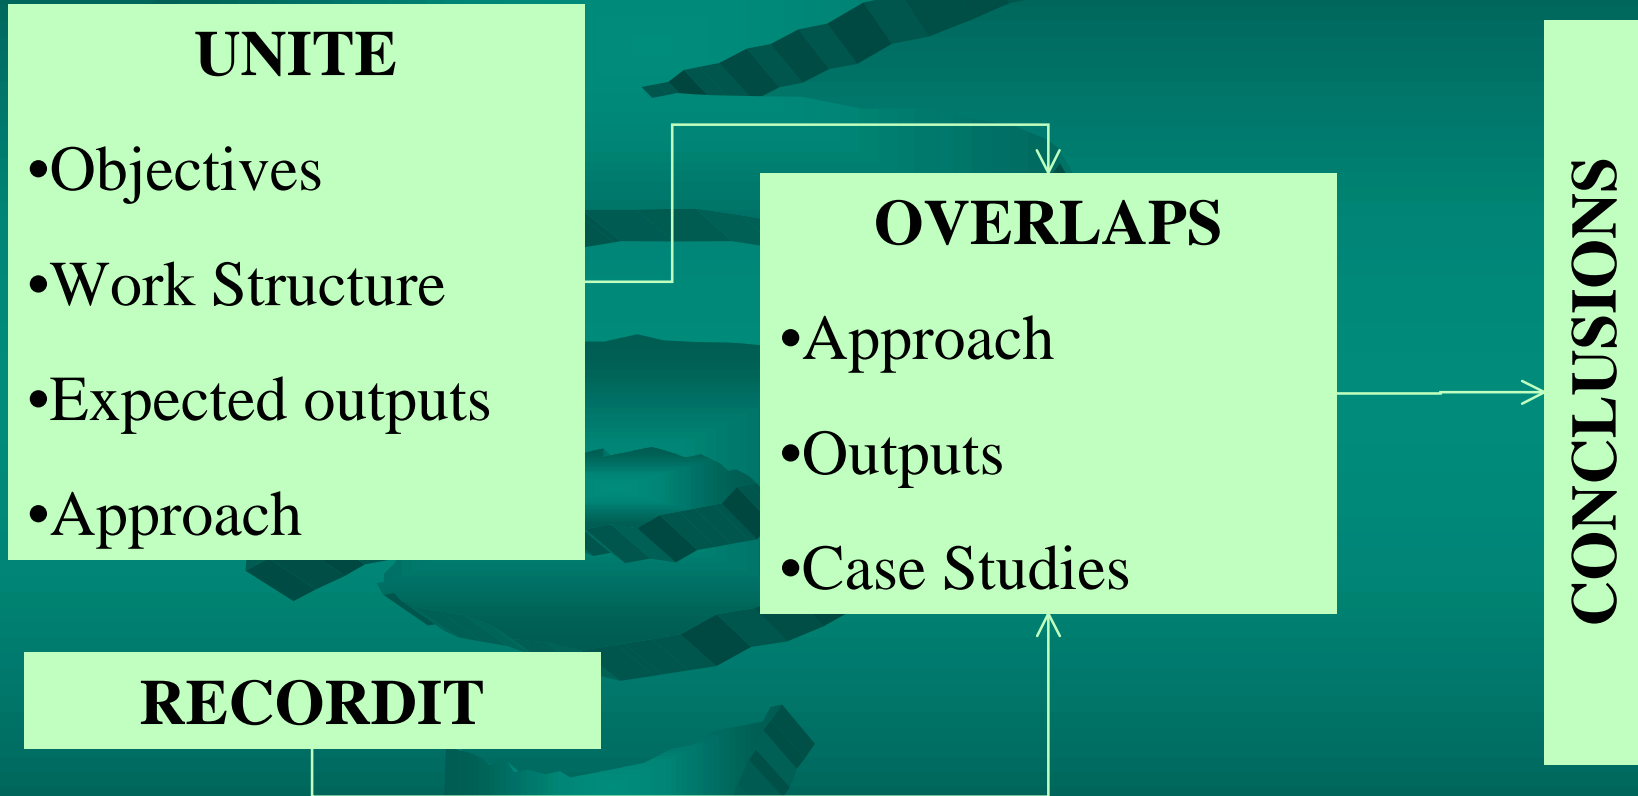 UNITE
•Objectives
•Work Structure
•Expected outputs
•Approach
RECORDIT
OVERLAPS
•Approach
•Outputs
•Case Studies
CONCLUSIONS